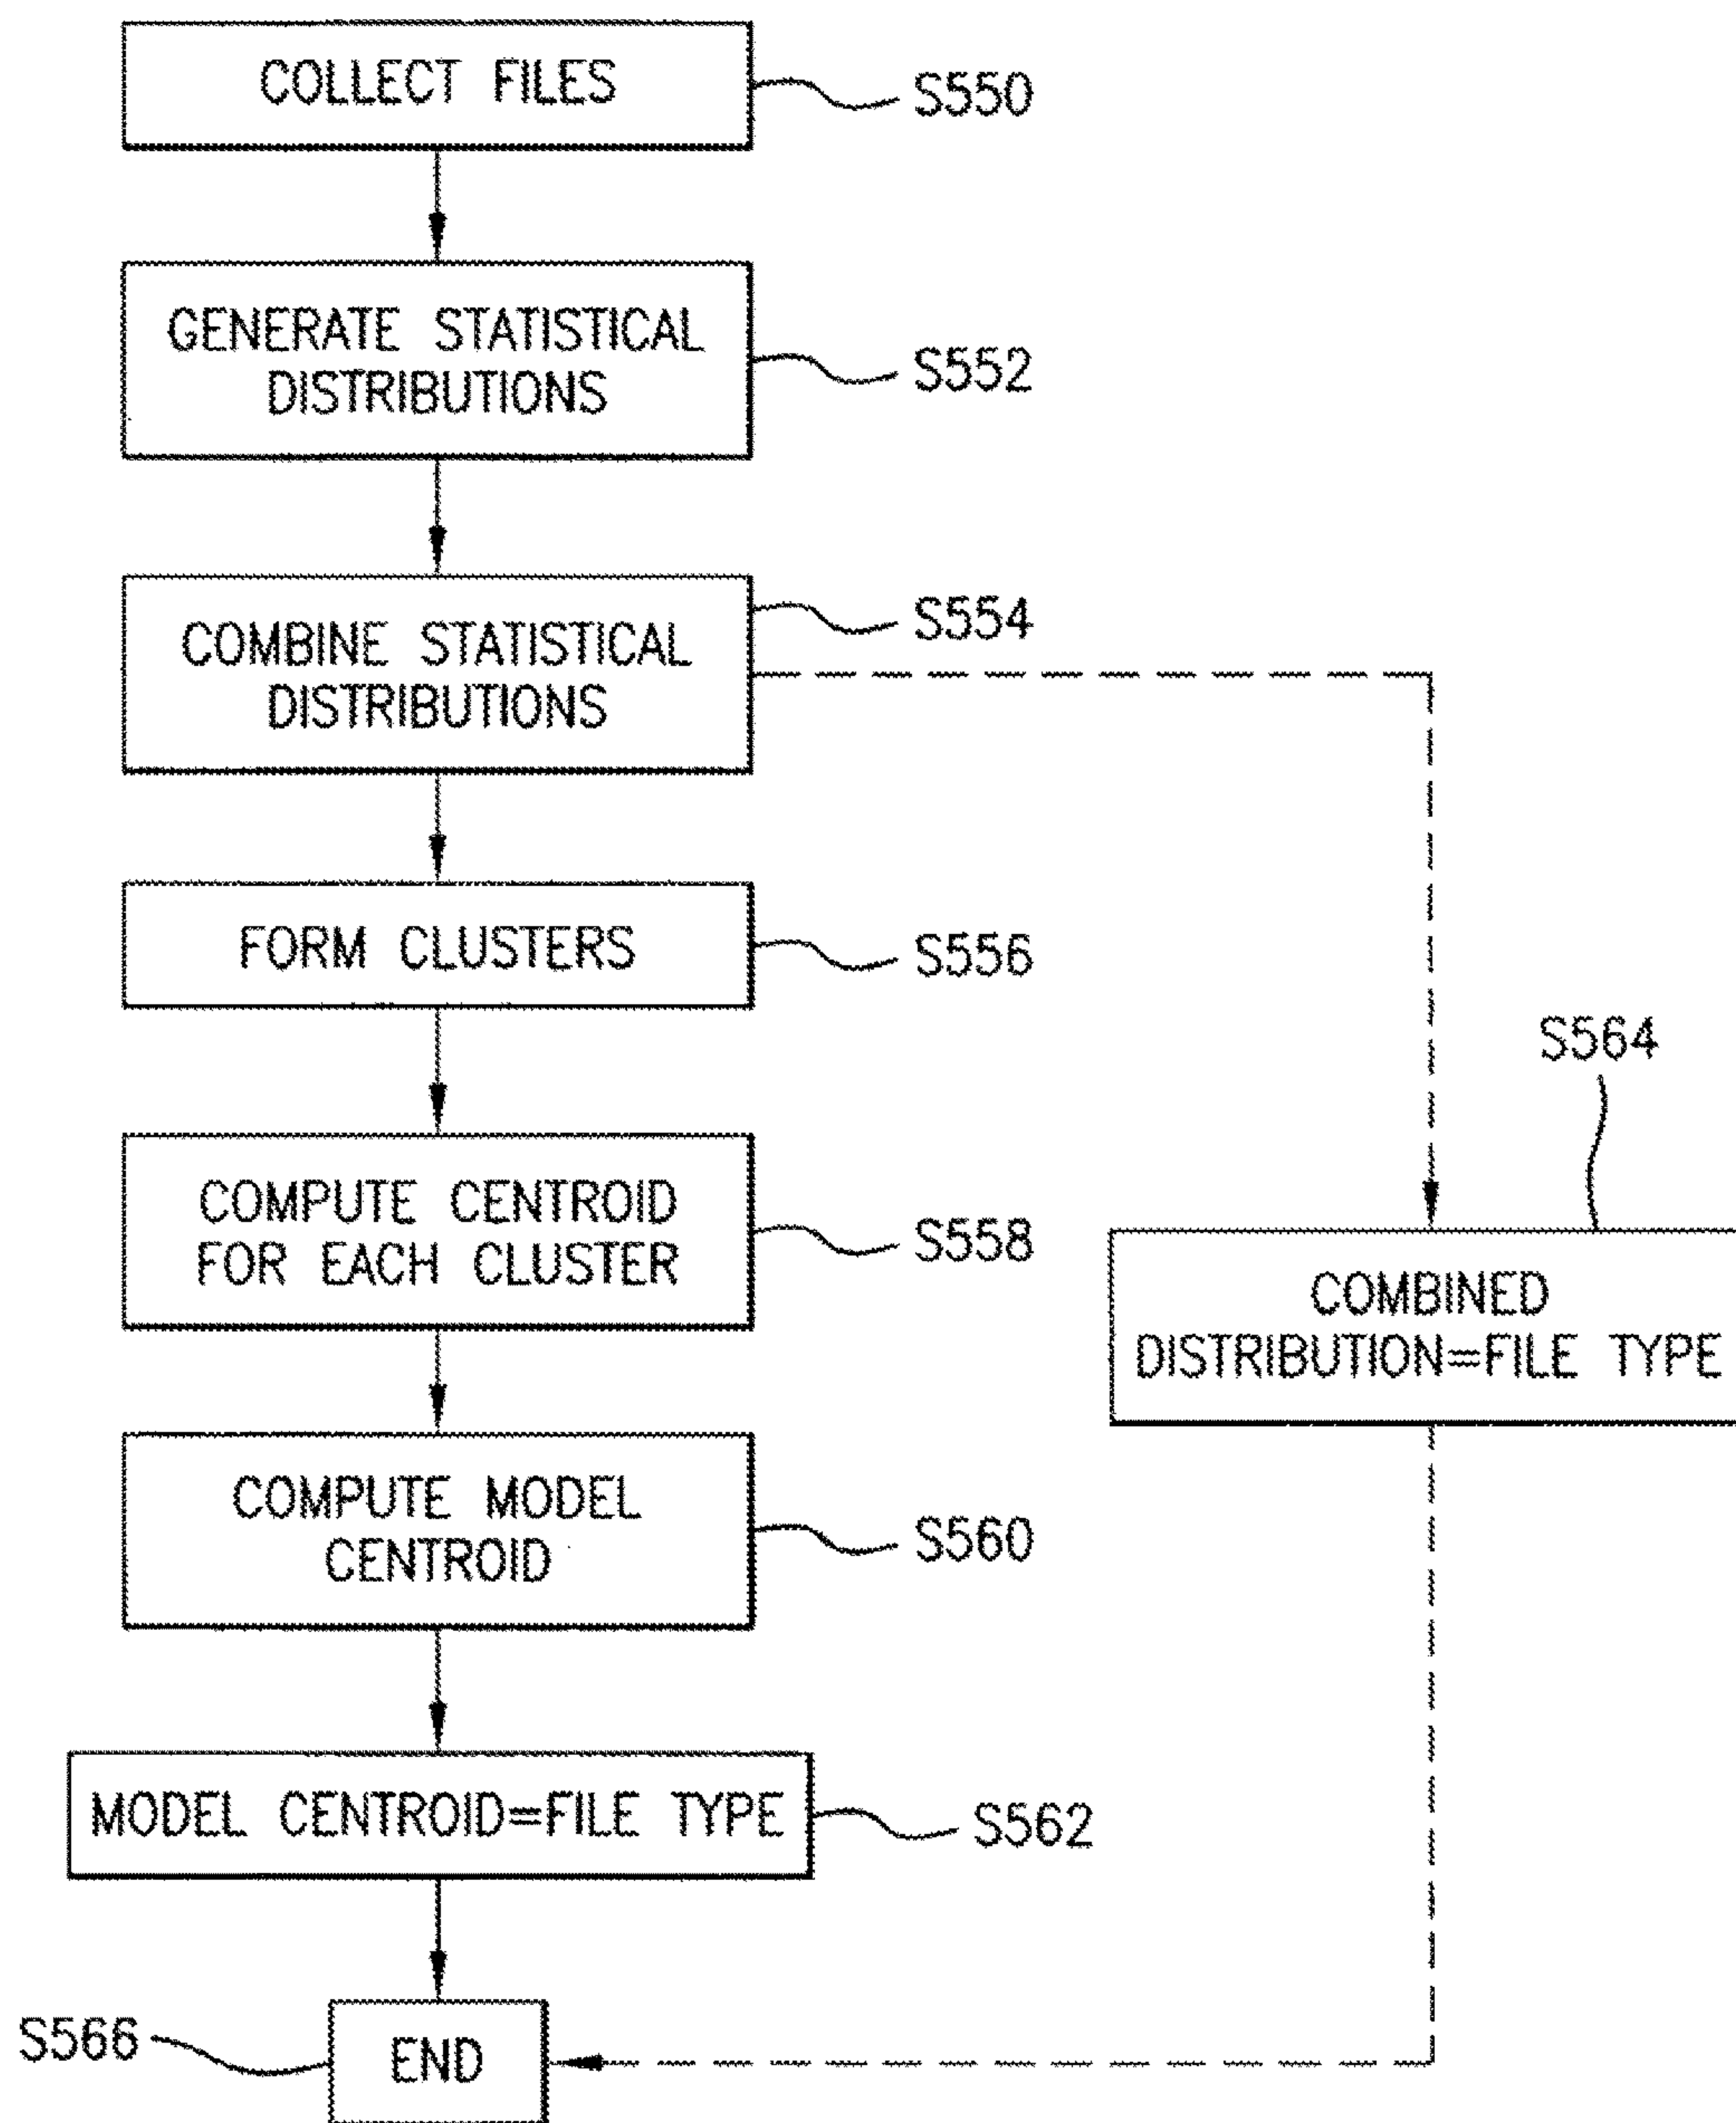 COLLECT FILES
S550
GENERATE STATISTICAL
DISTRIBUTIONS
S552
COMBINE STATISTICAL
DISTRIBUTIONS
S554
FORM CLUSTERS
S556
COMPUTE CENTROID
FOR EACH CLUSTER
S558
S564
COMBINED
DISTRIBUTION=FILE TYPE
COMPUTE MODEL
CENTROID
S560
MODEL CENTROID=FILE TYPE
S562
S566
END